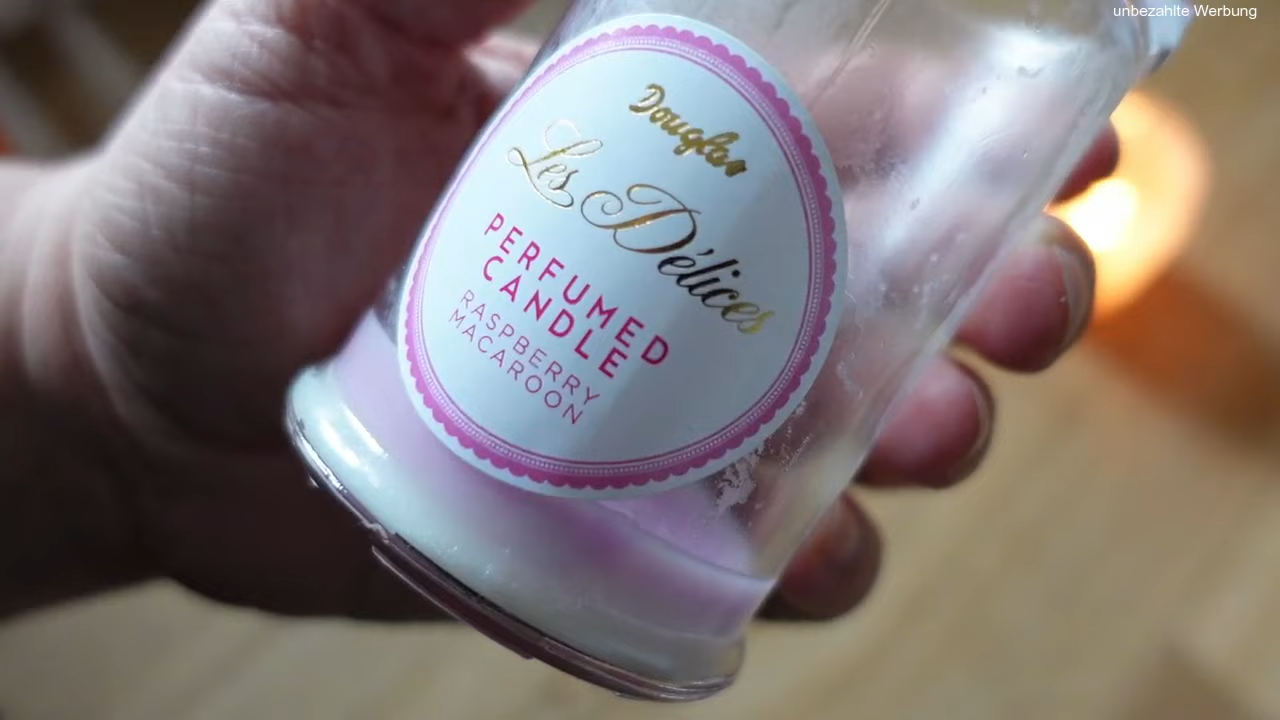 unbezahlte Werbung
Douglas
Les Délices
PERFUMED
CANDLE
RASPBERRY
MACAROON